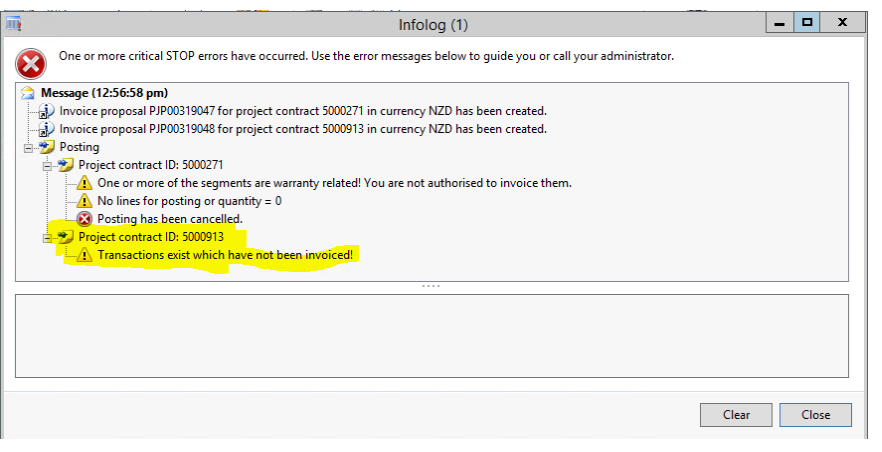 Infolog (1)
One or more critical STOP errors have occurred. Use the error messages below to guide you or call your administrator.
Message (12:56:58 pm)
Invoice proposal PJP00319047 for project contract 5000271 in currency NZD has been created.
Invoice proposal PJP00319048 for project contract 5000913 in currency NZD has been created.
Posting
Project contract ID: 5000271
One or more of the segments are warranty related! You are not authorised to invoice them.
No lines for posting or quantity = 0
Posting has been cancelled.
Project contract ID: 5000913
Transactions exist which have not been invoiced!
Clear
Close